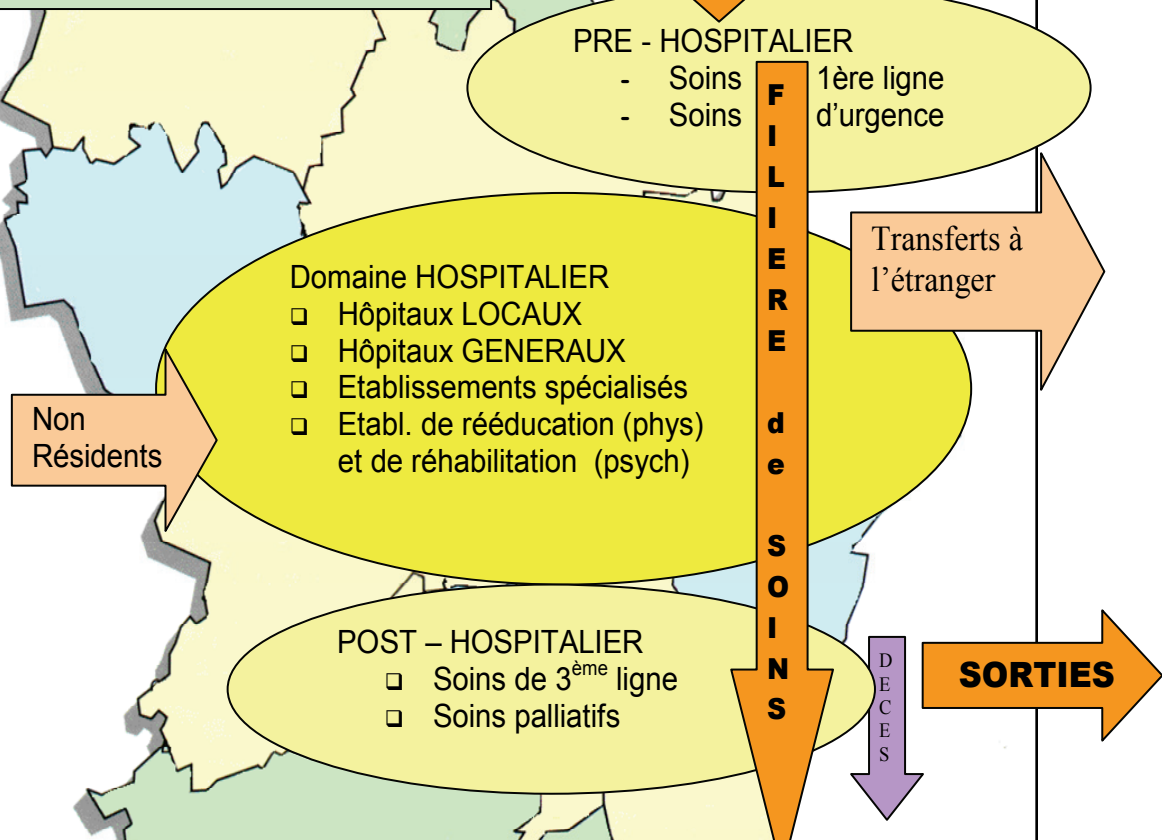 PRE - HOSPITALIER
- Soins 1ère ligne
- Soins d'urgence
FILIERE de SOINS
Transferts à
l'étranger
Domaine HOSPITALIER
❑ Hôpitaux LOCAUX
❑ Hôpitaux GENERAUX
❑ Etablissements spécialisés
❑ Etabl. de rééducation (phys)
et de réhabilitation (psych)
Non
Résidents
POST – HOSPITALIER
❑ Soins de 3ème ligne
❑ Soins palliatifs
DECES
SORTIES